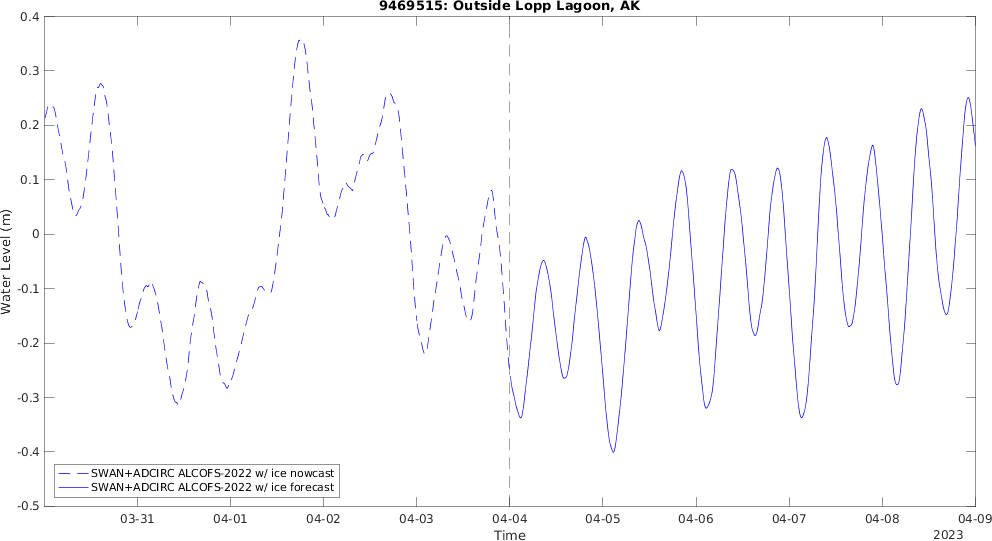 9469515: Outside Lopp Lagoon, AK
0.4
0.3
0.2
0.1
0
-0.1
-0.2
-0.3
-0.4
-0.5
Water Level (m)
SWAN+ADCIRC ALCOFS-2022 w/ ice nowcast
SWAN+ADCIRC ALCOFS-2022 w/ ice forecast
03-31 04-01 04-02 04-03 04-04 04-05 04-06 04-07 04-08 04-09
Time
2023